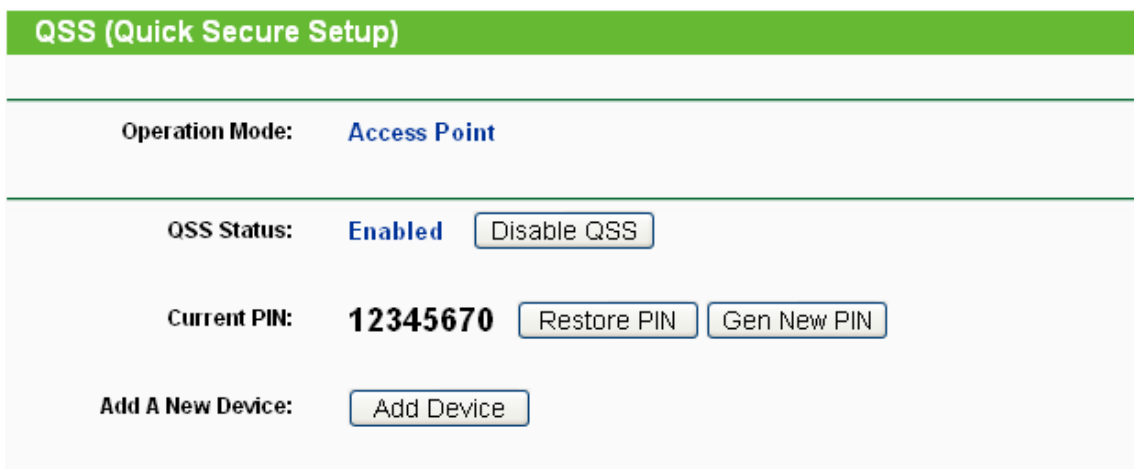 QSS (Quick Secure Setup)
Operation Mode: Access Point
QSS Status: Enabled Disable QSS
Current PIN: 12345670 Restore PIN Gen New PIN
Add A New Device: Add Device